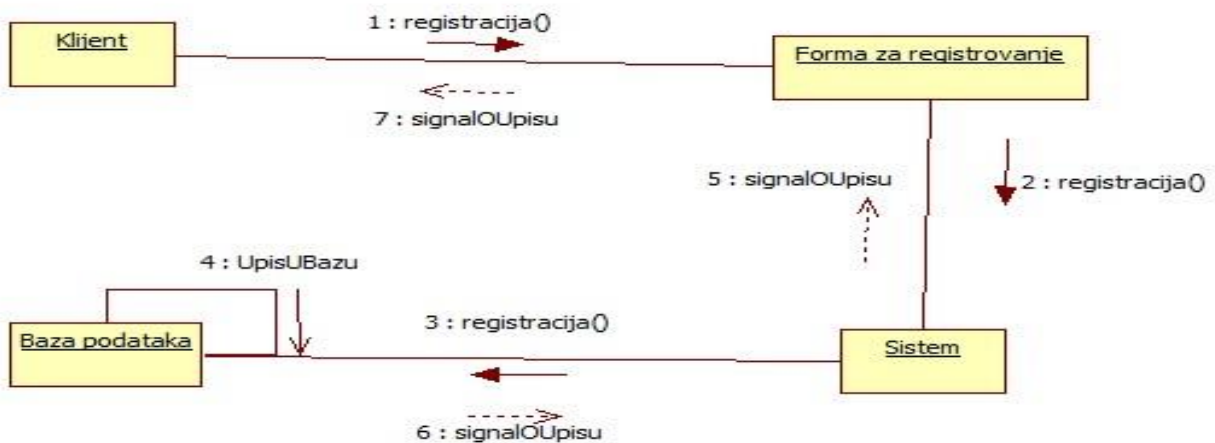 Klijent
1 : registracija()
Forma za registrovanje
7 : signalOUpisu
5 : signalOUpisu
2 : registracija()
4 : UpisUBazu
3 : registracija()
Baza podataka
Sistem
6 : signalOUpisu